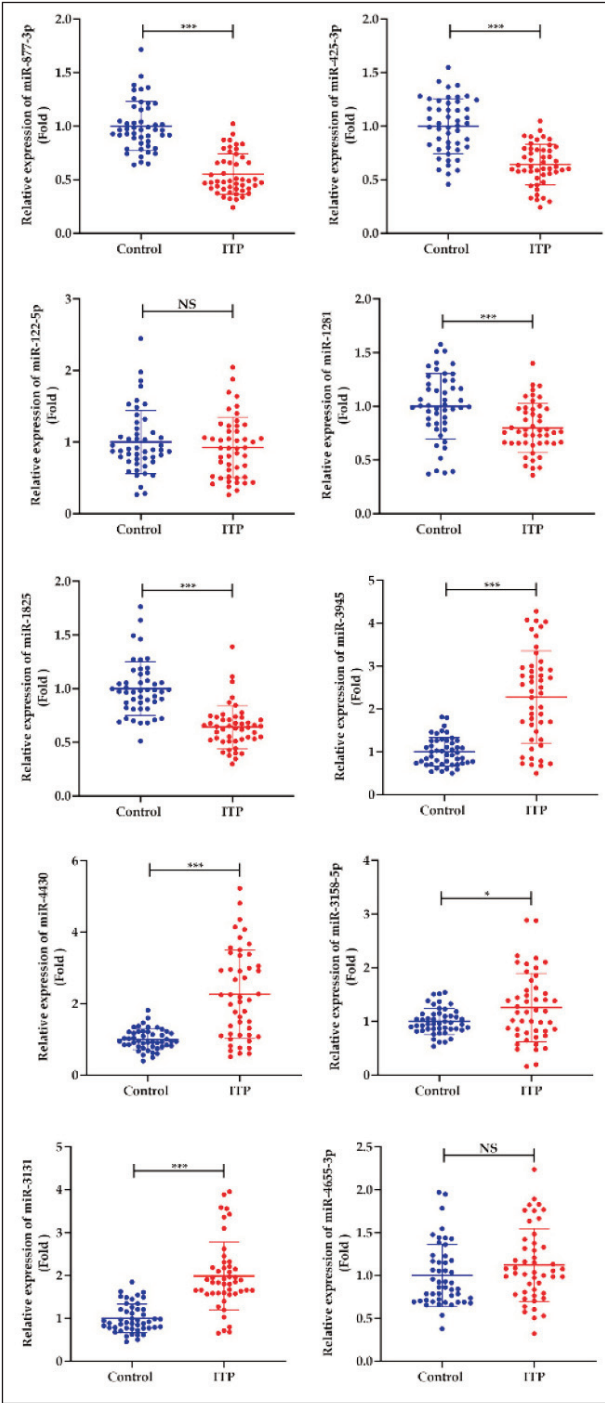 Relative expression of miR-877-3p
(Fold)
2.0
1.5
1.0
0.5
0.0
***
Control
ITP
Relative expression of miR-425-3p
(Fold)
2.0
1.5
1.0
0.5
0.0
***
Control
ITP
Relative expression of miR-122-5p
(Fold)
3
2
1
0
NS
Control
ITP
Relative expression of miR-1281
(Fold)
2.0
1.5
1.0
0.5
0.0
***
Control
ITP
Relative expression of miR-1825
(Fold)
2.0
1.5
1.0
0.5
0.0
***
Control
ITP
Relative expression of miR-3945
(Fold)
5
4
3
2
1
0
***
Control
ITP
Relative expression of miR-4430
(Fold)
6
4
2
0
***
Control
ITP
Relative expression of miR-3158-5p
(Fold)
4
3
2
1
0
*
Control
ITP
Relative expression of miR-3131
(Fold)
5
4
3
2
1
0
***
Control
ITP
Relative expression of miR-4655-3p
(Fold)
2.5
2.0
1.5
1.0
0.5
0.0
NS
Control
ITP